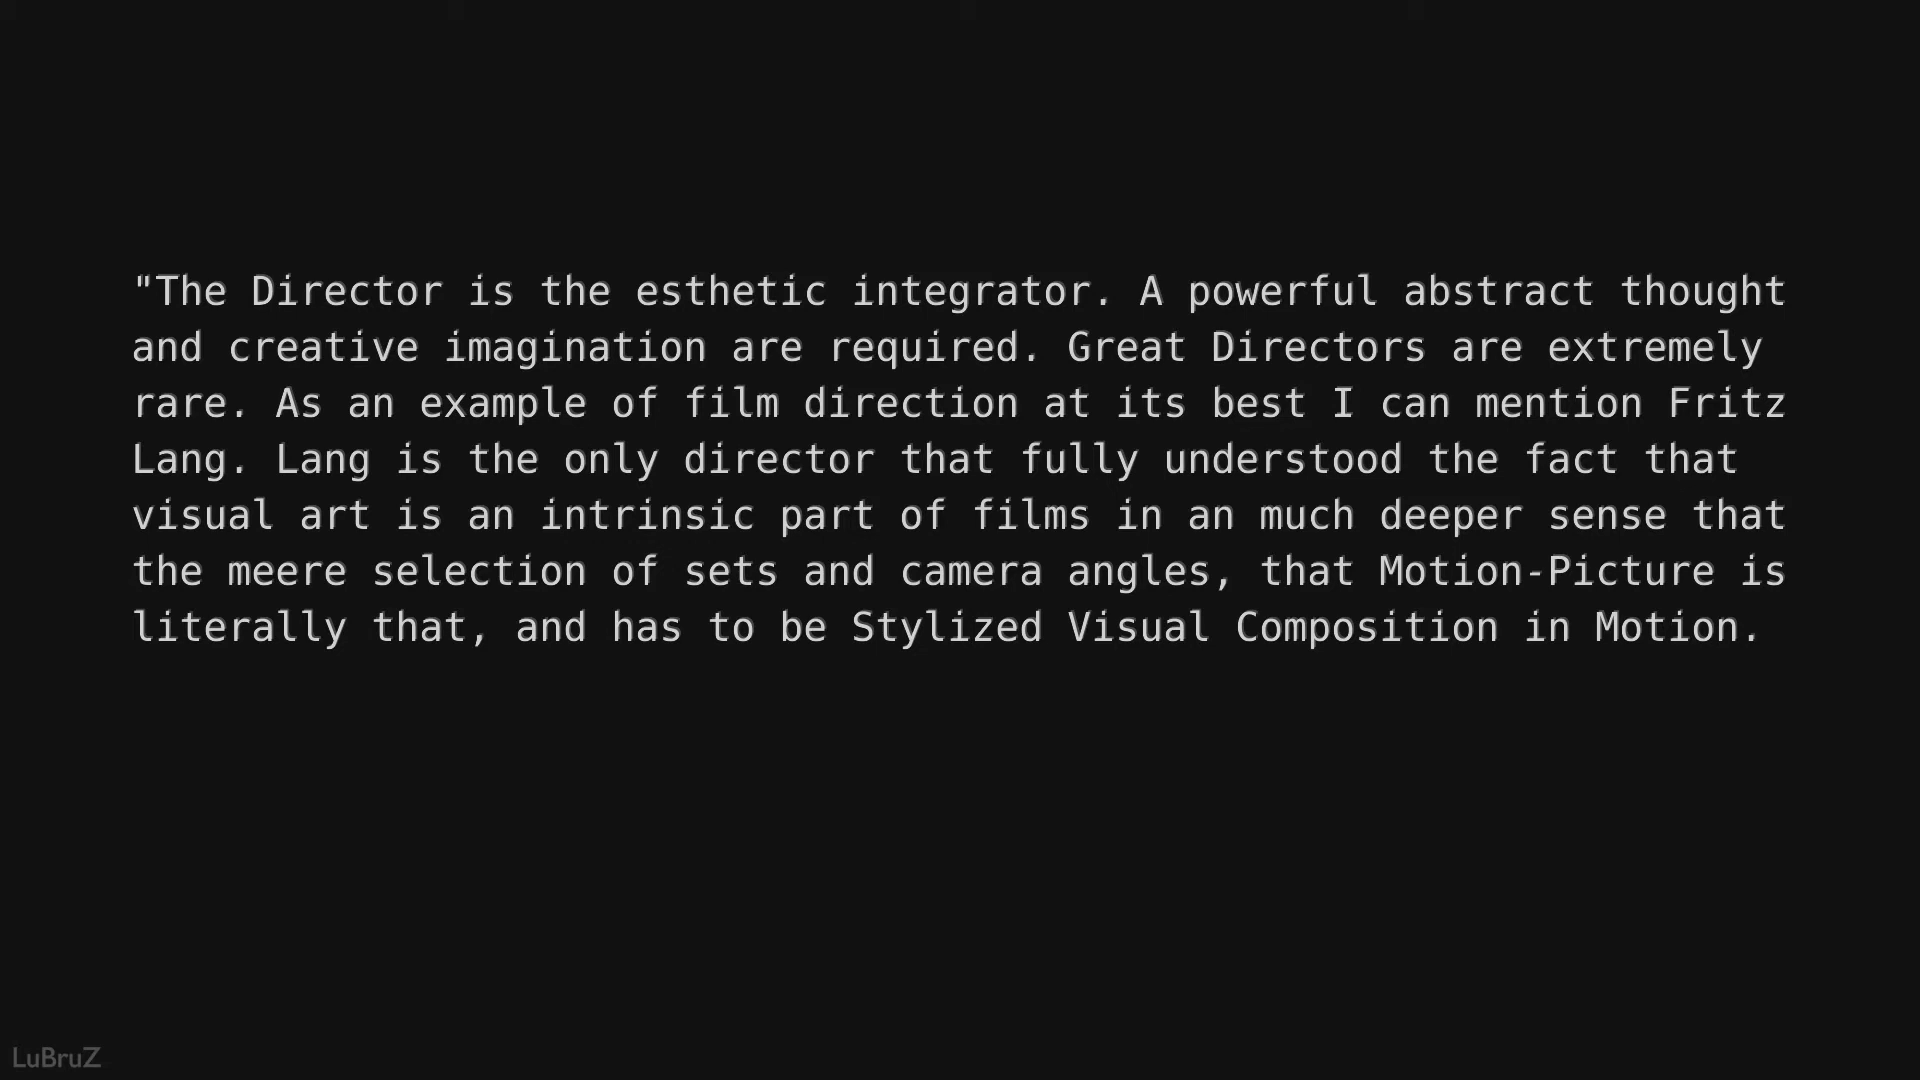 "The Director is the esthetic integrator. A powerful abstract thought
and creative imagination are required. Great Directors are extremely
rare. As an example of film direction at its best I can mention Fritz
Lang. Lang is the only director that fully understood the fact that
visual art is an intrinsic part of films in an much deeper sense that
the meere selection of sets and camera angles, that Motion-Picture is
literally that, and has to be Stylized Visual Composition in Motion.
LuBruZ